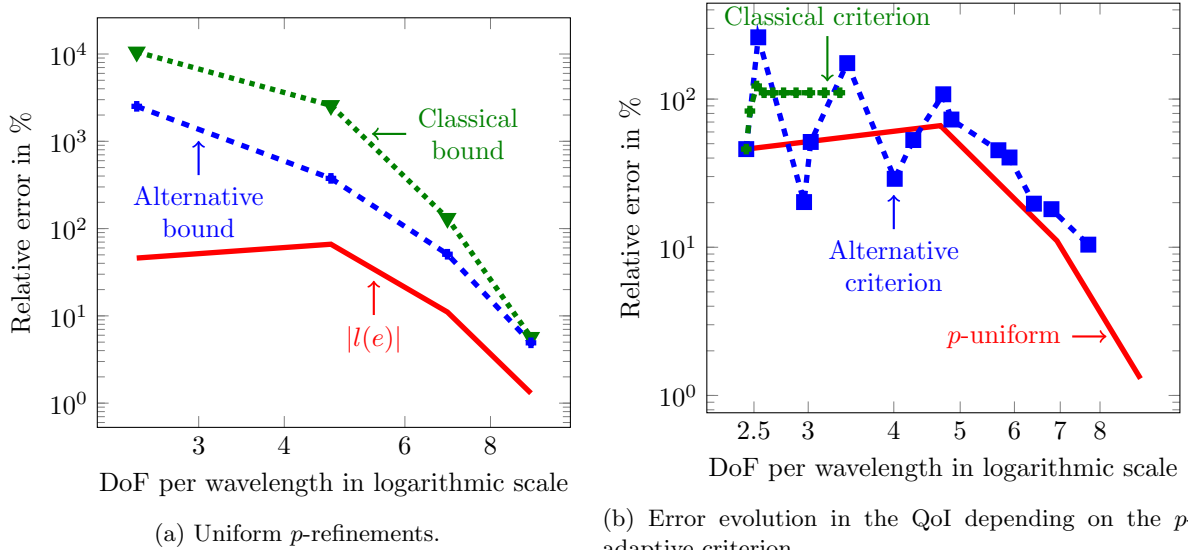 10^4
10^3
10^2
10^1
10^0
Relative error in %
Classical
bound
Alternative
bound
|l(e)|
3 4 6 8
DoF per wavelength in logarithmic scale
(a) Uniform p-refinements.
Classical criterion
10^2
10^1
10^0
Relative error in %
Alternative
criterion
p-uniform
2.5 3 4 5 6 7 8
DoF per wavelength in logarithmic scale
(b) Error evolution in the QoI depending on the p-
adaptive criterion